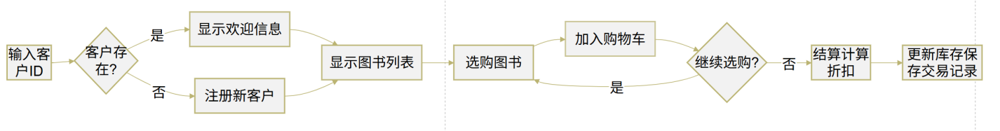 输入客
户ID
客户存
在?
是
显示欢迎信息
否
注册新客户
显示图书列表
选购图书
加入购物车
继续选购?
是
否
结算计算
折扣
更新库存保
存交易记录